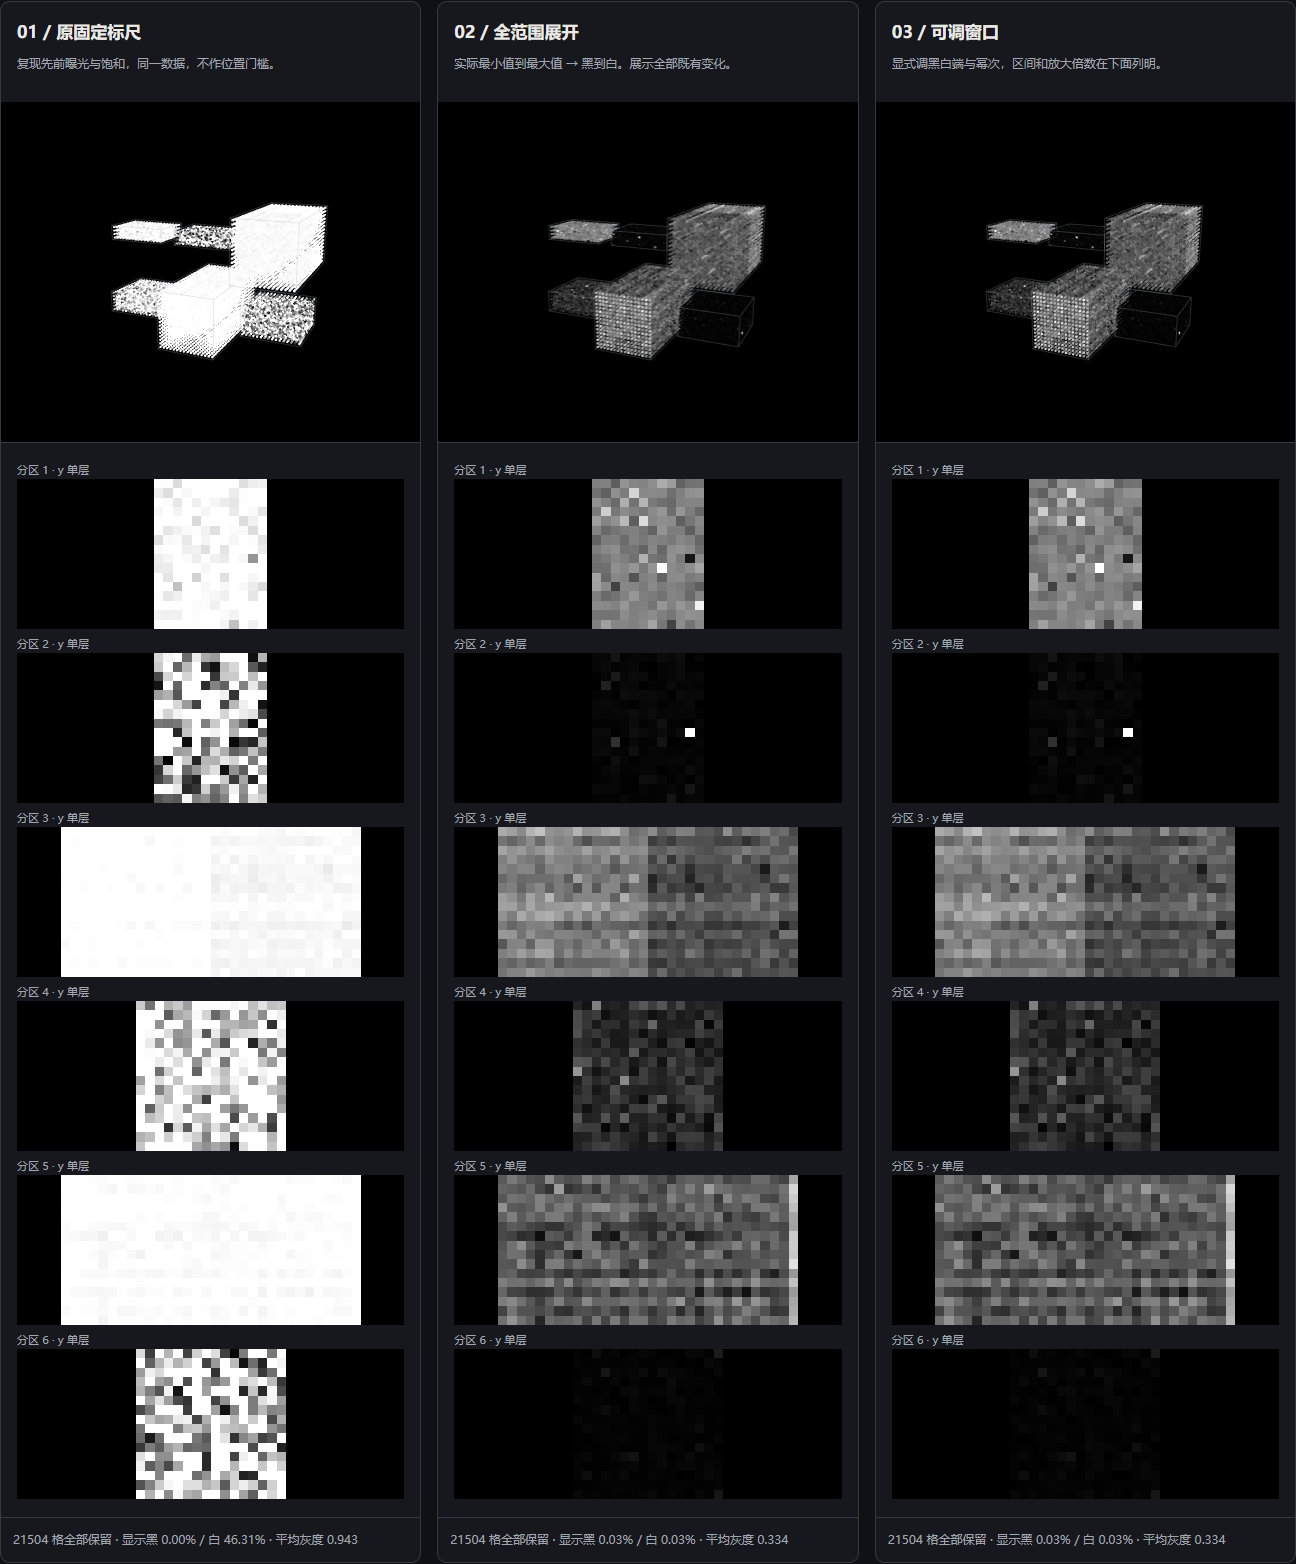 01 / 原固定标尺
复现先前曝光与饱和，同一数据，不作位置门槛。
分区 1 · y 单层
分区 2 · y 单层
分区 3 · y 单层
分区 4 · y 单层
分区 5 · y 单层
分区 6 · y 单层
21504 格全部保留 · 显示黑 0.00% / 白 46.31% · 平均灰度 0.943
02 / 全范围展开
实际最小值到最大值 → 黑到白。展示全部既有变化。
分区 1 · y 单层
分区 2 · y 单层
分区 3 · y 单层
分区 4 · y 单层
分区 5 · y 单层
分区 6 · y 单层
21504 格全部保留 · 显示黑 0.03% / 白 0.03% · 平均灰度 0.334
03 / 可调窗口
显式调黑白端与幂次，区间和放大倍数在下面列明。
分区 1 · y 单层
分区 2 · y 单层
分区 3 · y 单层
分区 4 · y 单层
分区 5 · y 单层
分区 6 · y 单层
21504 格全部保留 · 显示黑 0.03% / 白 0.03% · 平均灰度 0.334